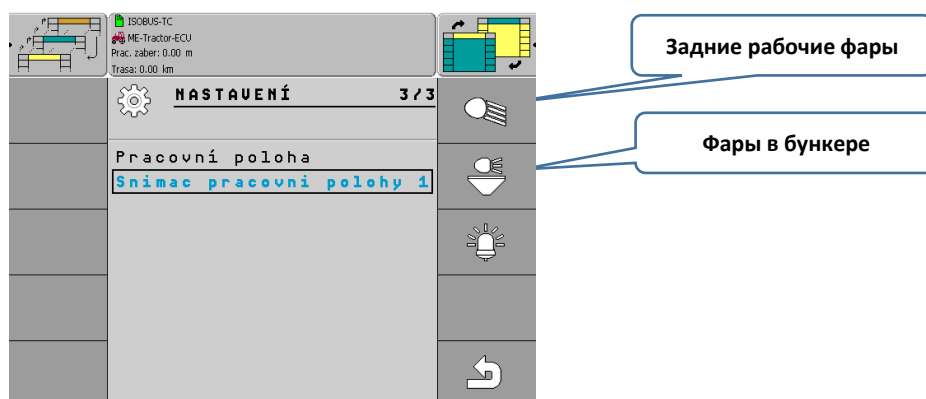 ISOBUS-TC
ME-Tractor-ECU
Prac. zaber: 0.00 m
Trasa: 0.00 km
NASTAVENÍ 3/3
Pracovní poloha
Snimac pracovni polohy 1
Задние рабочие фары
Фары в бункере